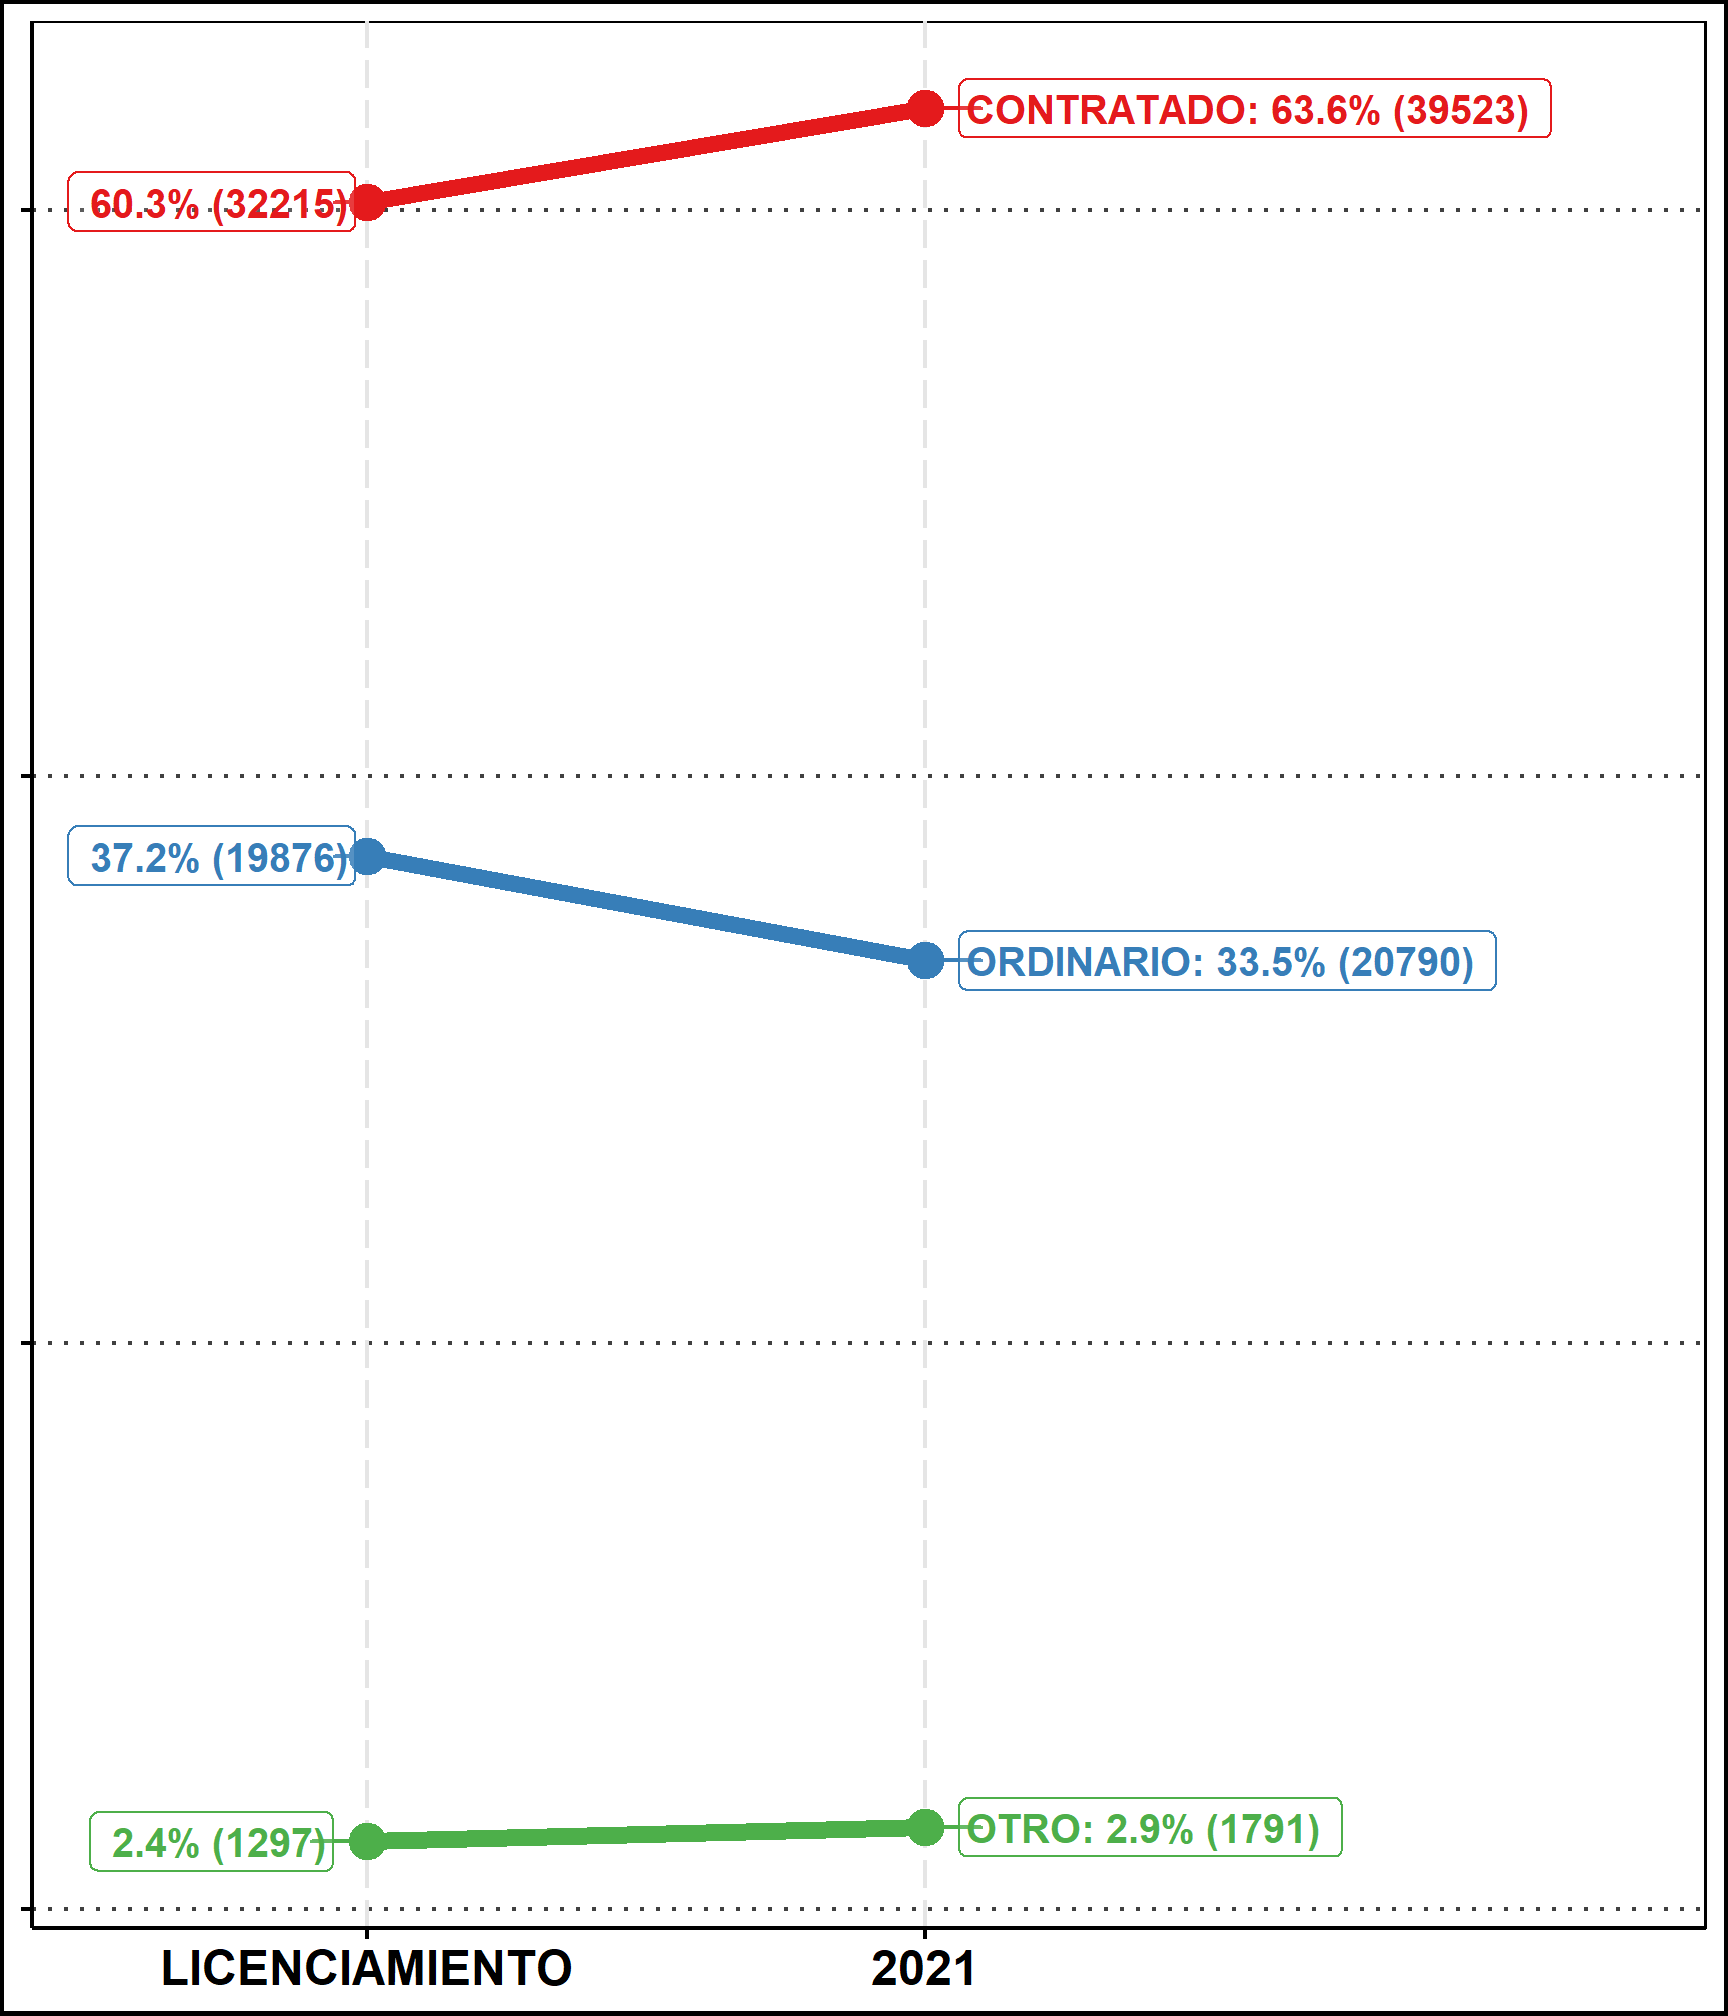 CONTRATADO: 63.6% (39523)
60.3% (32215)
37.2% (19876)
ORDINARIO: 33.5% (20790)
OTRO: 2.9% (1791)
2.4% (1297)
LICENCIAMIENTO
2021